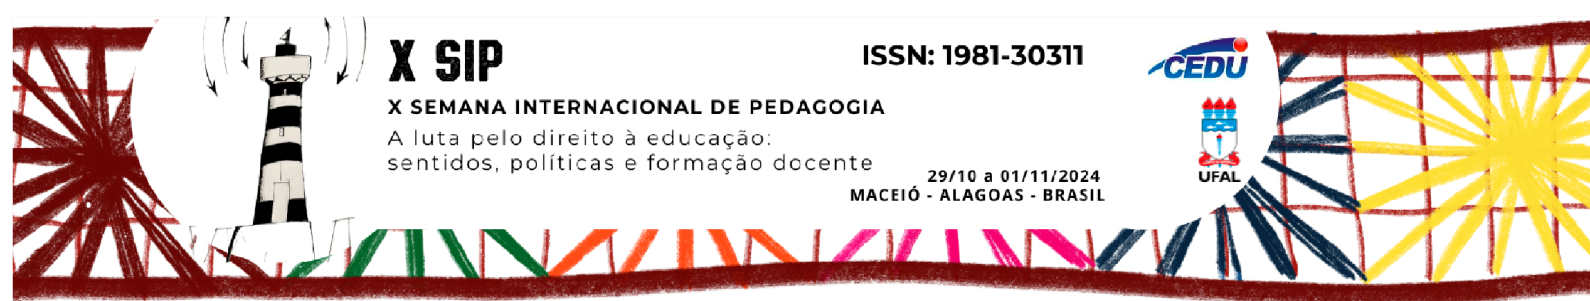 X SIP
ISSN: 1981-30311
CEDU
X SEMANA INTERNACIONAL DE PEDAGOGIA
A luta pelo direito à educação:
sentidos, políticas e formação docente
29/10 a 01/11/2024
MACEIÓ - ALAGOAS - BRASIL
UFAL